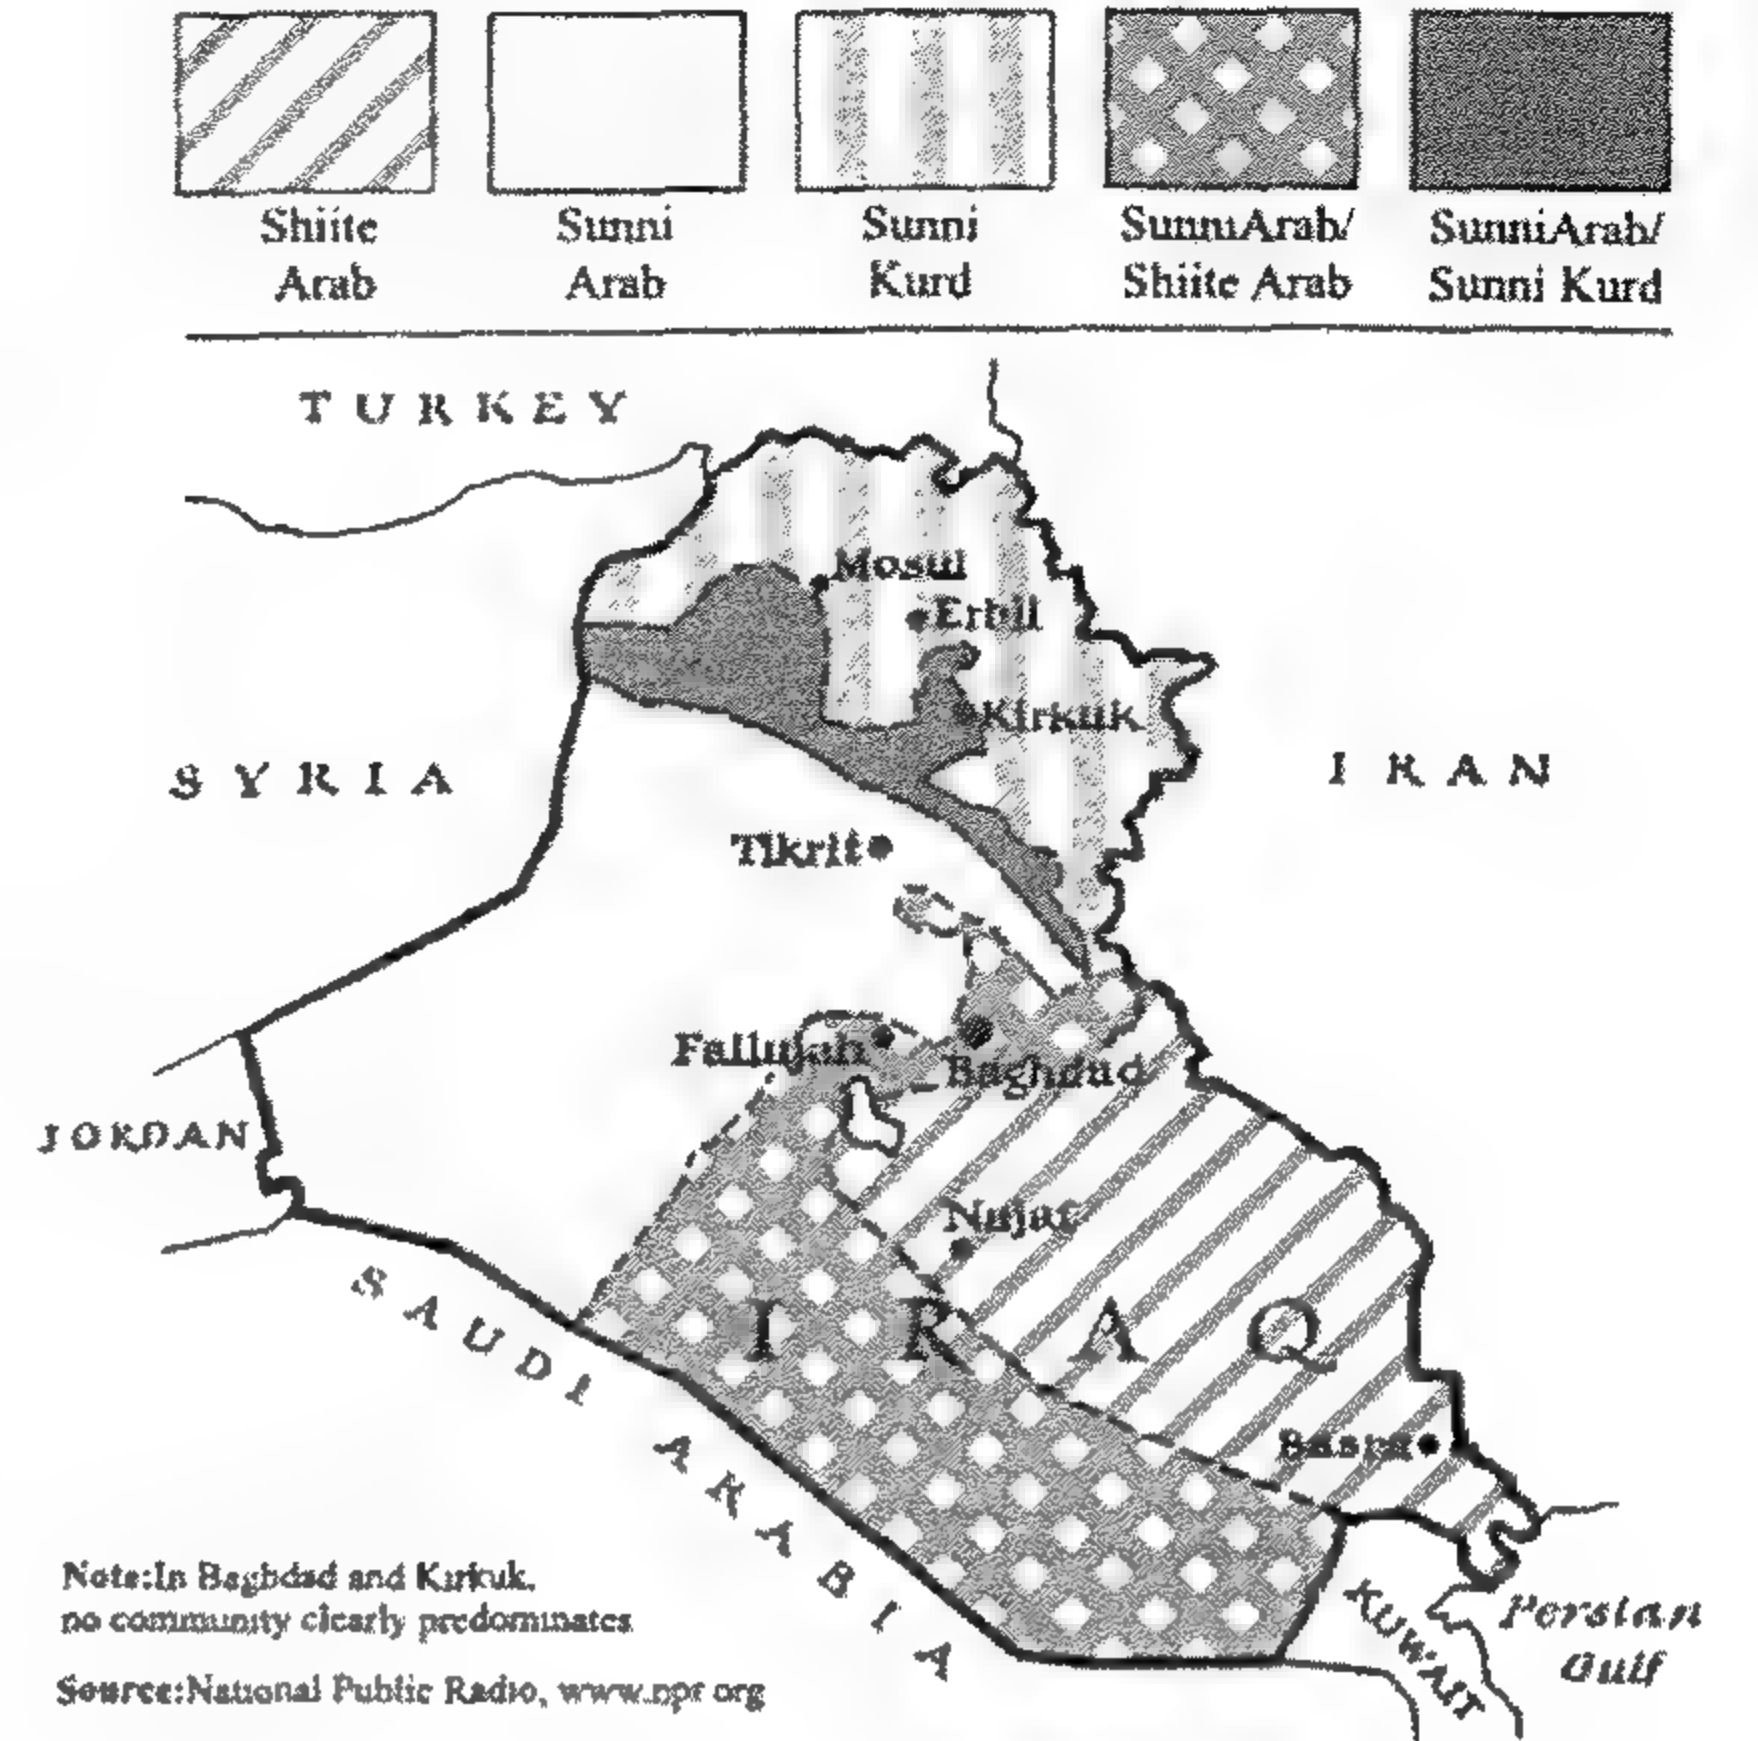 Shiite
Arab
Sunni
Arab
Sunni
Kurd
SunniArab/
Shiite Arab
SunniArab/
Sunni Kurd
TURKEY
Mosul
Erbil
Kirkuk
SYRIA
IRAN
Tikrit
Fallujah
Baghdad
JORDAN
Najaf
IRAQ
SAUDI ARABIA
Basra
Note:In Baghdad and Kirkuk,
no community clearly predominates
KUWAIT
Persian
Gulf
Source:National Public Radio, www.npr.org